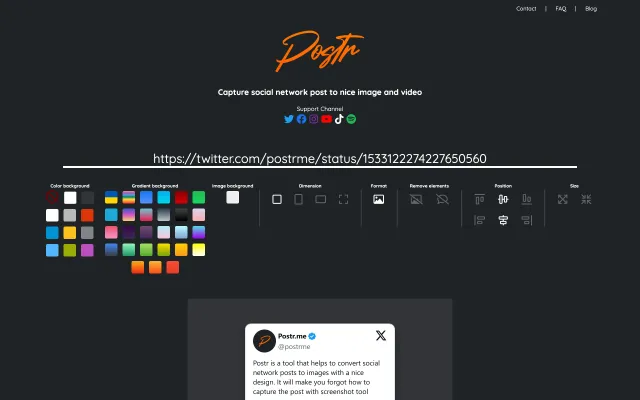 Contact | FAQ | Blog
Postr
Capture social network post to nice image and video
Support Channel
https://twitter.com/postrme/status/1533122274227650560
Color background Gradient background Image background Dimension Format Remove elements Position Size
Postr.me
@postrme
Postr is a tool that helps to convert social
network posts to images with a nice
design. It will make you forgot how to
capture the post with screenshot tool